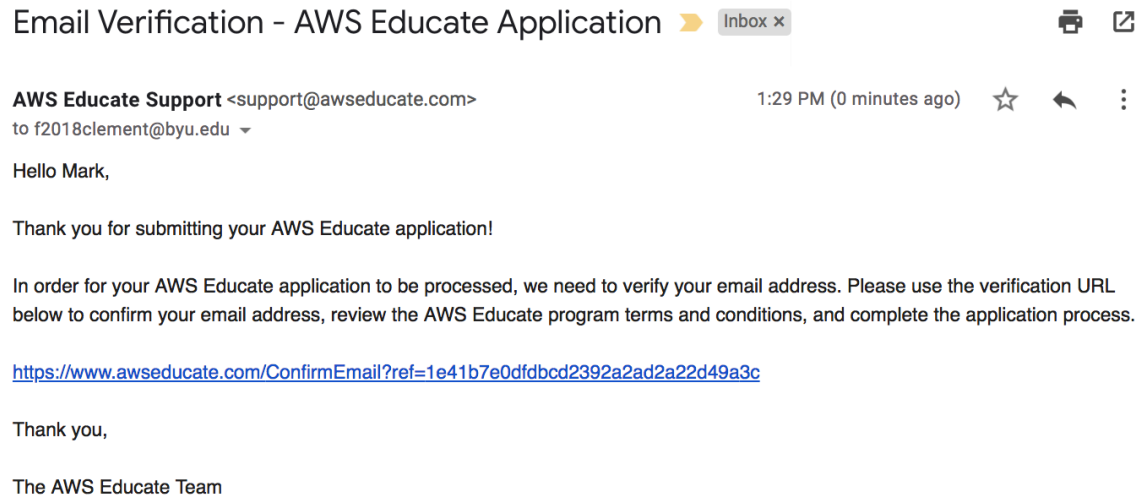 Email Verification - AWS Educate Application Inbox ×
AWS Educate Support <support@awseducate.com> 1:29 PM (0 minutes ago)
to f2018clement@byu.edu
Hello Mark,
Thank you for submitting your AWS Educate application!
In order for your AWS Educate application to be processed, we need to verify your email address. Please use the verification URL
below to confirm your email address, review the AWS Educate program terms and conditions, and complete the application process.
https://www.awseducate.com/ConfirmEmail?ref=1e41b7e0dfdbcd2392a2ad2a22d49a3c
Thank you,
The AWS Educate Team